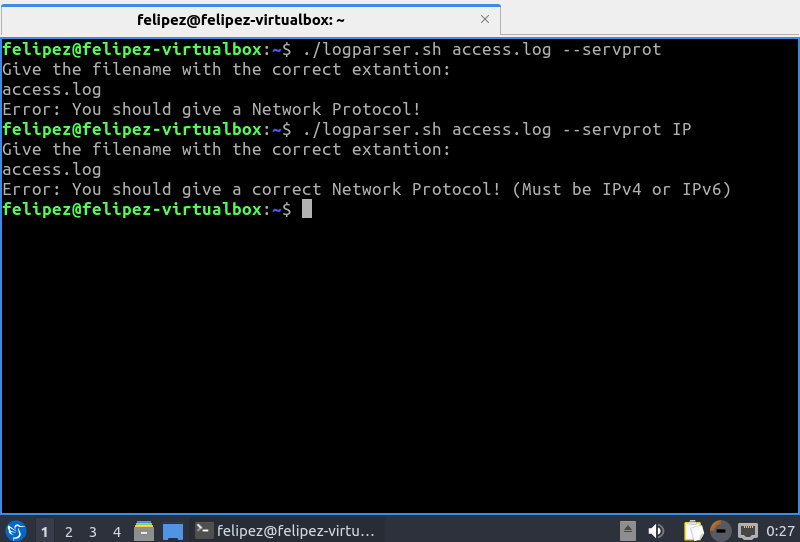 felipez@felipez-virtualbox: ~
felipez@felipez-virtualbox:~$ ./logparser.sh access.log --servprot
Give the filename with the correct extantion:
access.log
Error: You should give a Network Protocol!
felipez@felipez-virtualbox:~$ ./logparser.sh access.log --servprot IP
Give the filename with the correct extantion:
access.log
Error: You should give a correct Network Protocol! (Must be IPv4 or IPv6)
felipez@felipez-virtualbox:~$
1 2 3 4 felipez@felipez-virtu... 0:27